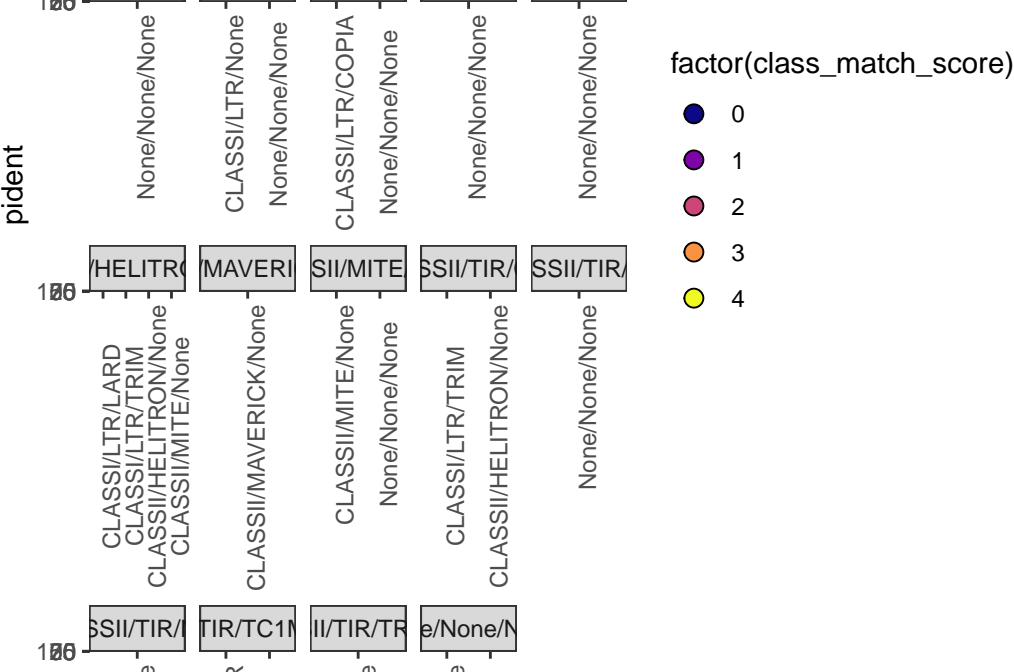 pident
None/None/None
CLASSI/LTR/None
None/None/None
CLASSI/LTR/COPIA
None/None/None
None/None/None
None/None/None
/HELITRO
/MAVERI
SII/MITE/
SSII/TIR/
SSII/TIR/
CLASSI/LTR/LARD
CLASSI/LTR/TRIM
CLASSII/HELITRON/None
CLASSII/MITE/None
CLASSII/MAVERICK/None
CLASSII/MITE/None
None/None/None
CLASSI/LTR/TRIM
CLASSII/HELITRON/None
None/None/None
SSII/TIR/
TIR/TC1M
II/TIR/TR
e/None/N
factor(class_match_score)
0
1
2
3
4